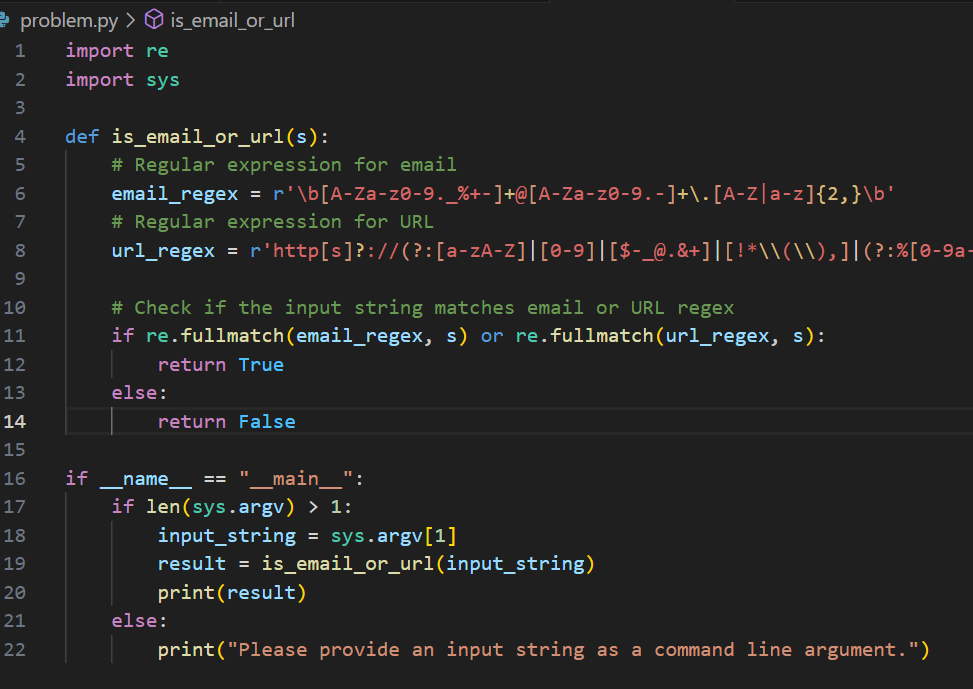 problem.py > is_email_or_url
1 import re
2 import sys
3
4 def is_email_or_url(s):
5     # Regular expression for email
6     email_regex = r'\b[A-Za-z0-9._%+-]+@[A-Za-z0-9.-]+\.[A-Z|a-z]{2,}\b'
7     # Regular expression for URL
8     url_regex = r'http[s]?://(?:[a-zA-Z]|[0-9]|[$-_@.&+]|[!*\\(\\),]|(?:%[0-9a-
9
10     # Check if the input string matches email or URL regex
11     if re.fullmatch(email_regex, s) or re.fullmatch(url_regex, s):
12         return True
13     else:
14         return False
15
16 if __name__ == "__main__":
17     if len(sys.argv) > 1:
18         input_string = sys.argv[1]
19         result = is_email_or_url(input_string)
20         print(result)
21     else:
22         print("Please provide an input string as a command line argument.")